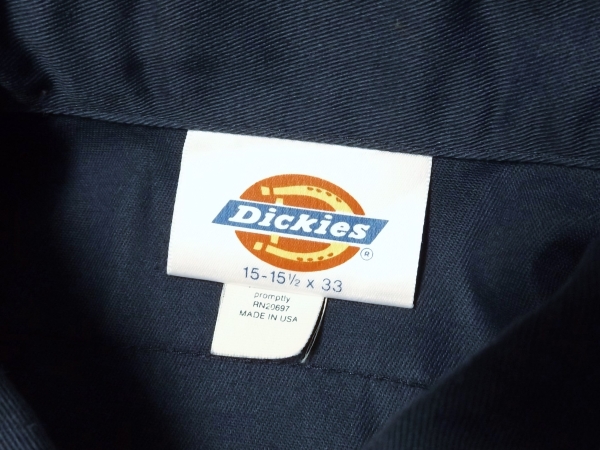 Dickies
®
15-15½ x 33
promptly
RN20697
MADE IN USA